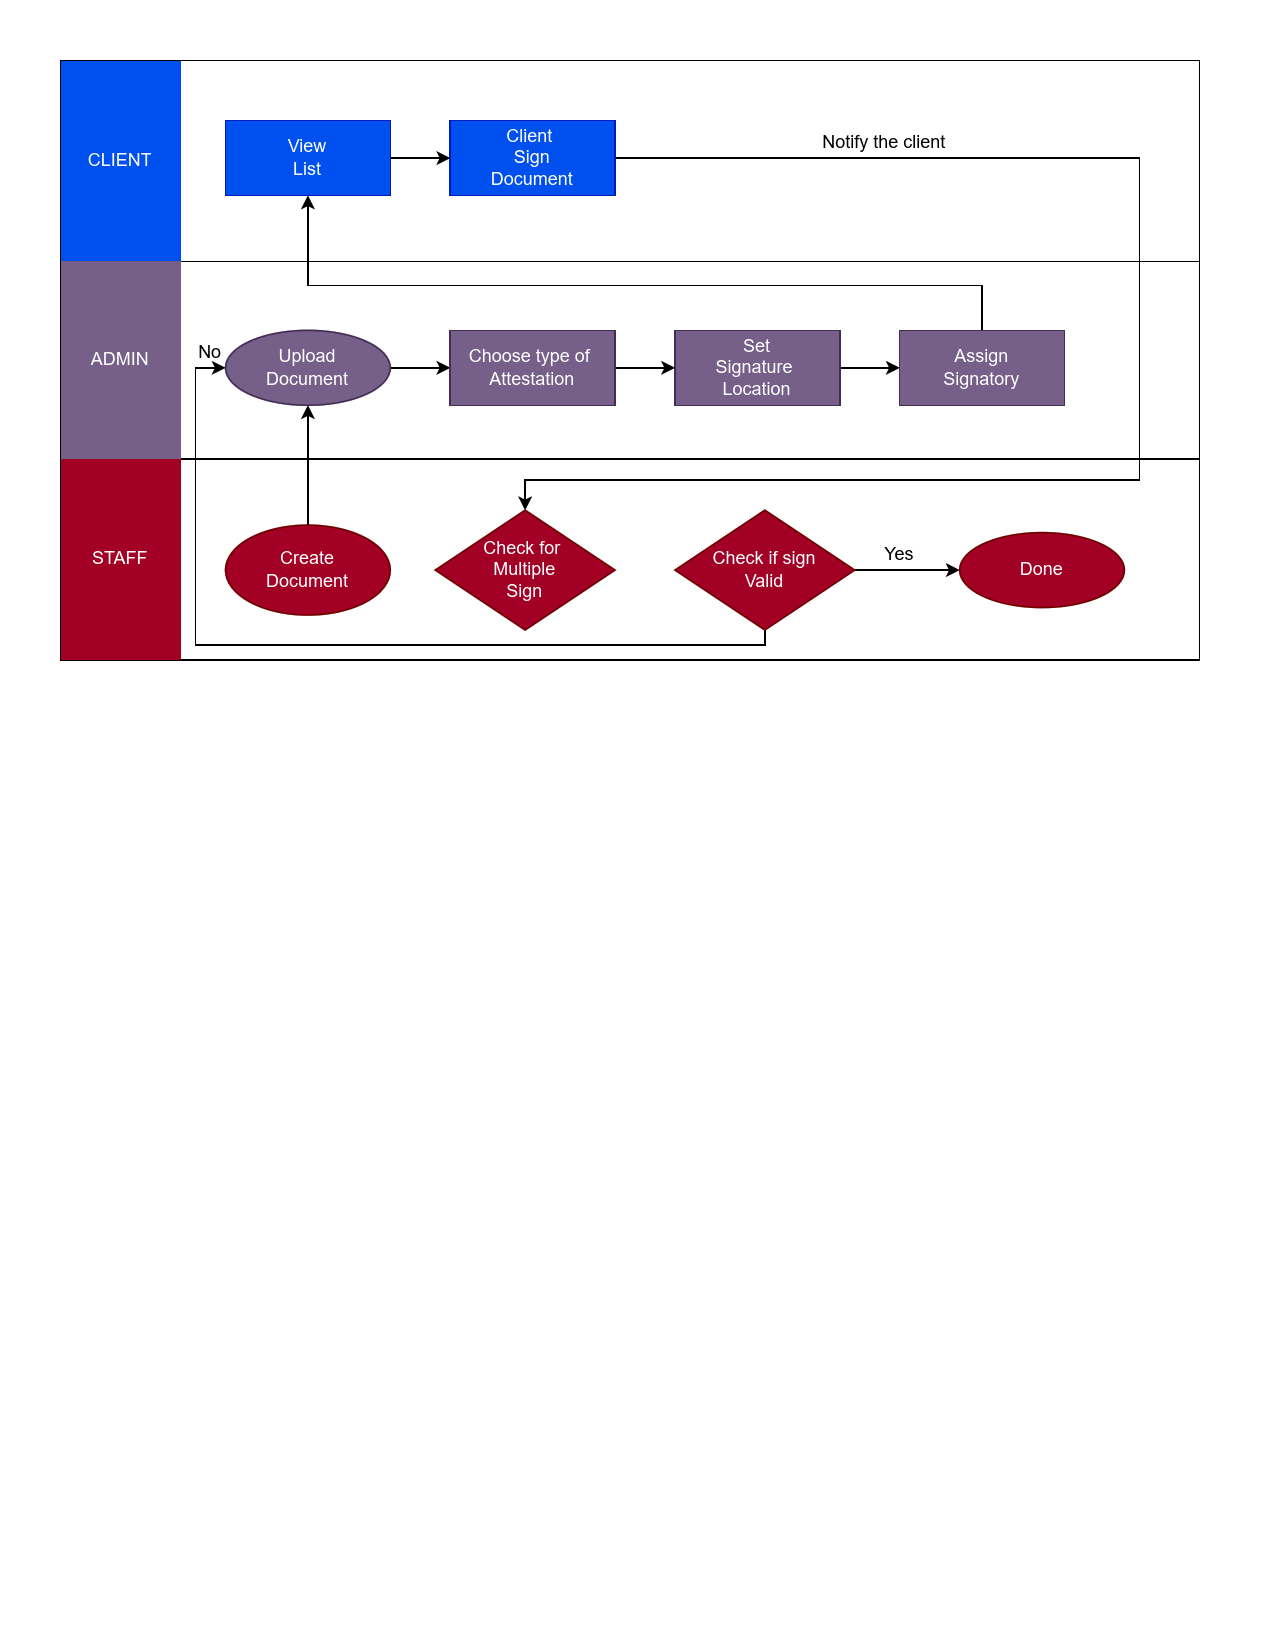 CLIENT
View
List
Client
Sign
Document
Notify the client
ADMIN
No
Upload
Document
Choose type of
Attestation
Set
Signature
Location
Assign
Signatory
STAFF
Create
Document
Check for
Multiple
Sign
Check if sign
Valid
Yes
Done